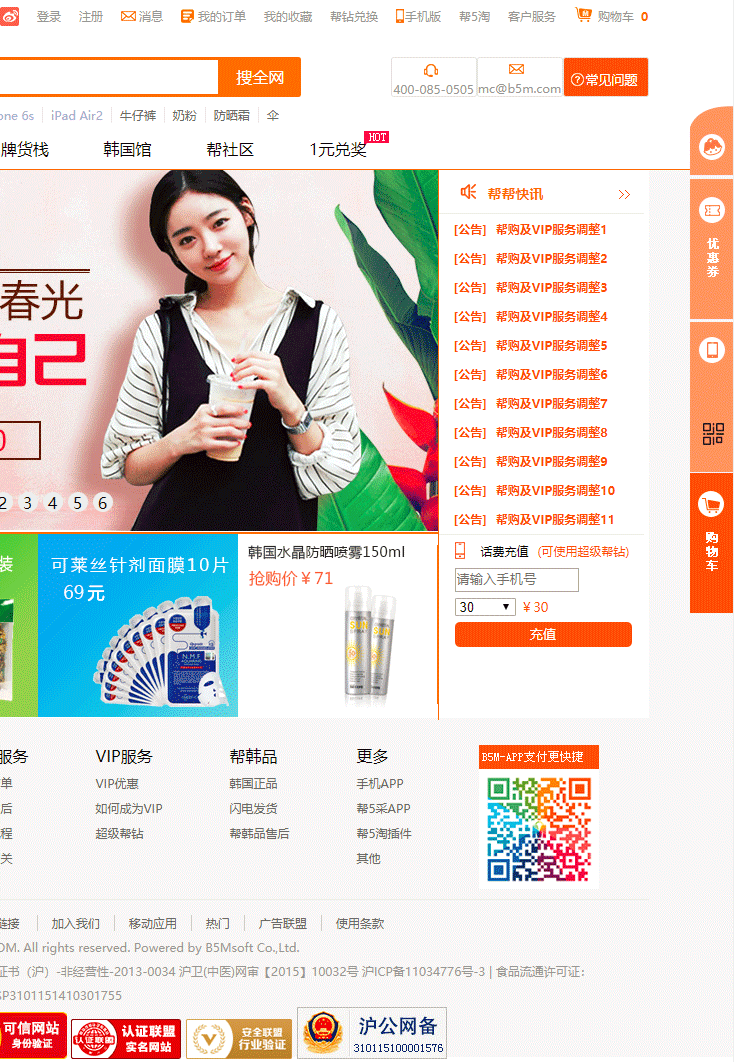 登录 注册 消息 我的订单 我的收藏 帮钻兑换 手机版 帮5淘 客户服务 购物车 0
搜全网
400-085-0505
mc@b5m.com
常见问题
one 6s iPad Air2 牛仔裤 奶粉 防晒霜 伞
牌货栈 韩国馆 帮社区 1元兑奖 HOT
春光
自己
0
2 3 4 5 6
帮帮快讯 >>
[公告] 帮购及VIP服务调整1
[公告] 帮购及VIP服务调整2
[公告] 帮购及VIP服务调整3
[公告] 帮购及VIP服务调整4
[公告] 帮购及VIP服务调整5
[公告] 帮购及VIP服务调整6
[公告] 帮购及VIP服务调整7
[公告] 帮购及VIP服务调整8
[公告] 帮购及VIP服务调整9
[公告] 帮购及VIP服务调整10
[公告] 帮购及VIP服务调整11
话费充值 (可使用超级帮钻)
请输入手机号
30 ▼ ￥30
充值
优惠券
购物车
装
可莱丝针剂面膜10片
69元
N.M.F
韩国水晶防晒喷雾150ml
抢购价￥71
SUN
SPRAY
服务 VIP服务 帮韩品 更多
单 VIP优惠 韩国正品 手机APP
后 如何成为VIP 闪电发货 帮5采APP
程 超级帮钻 帮韩品售后 帮5淘插件
关 其他
B5M-APP支付更快捷
链接 加入我们 移动应用 热门 广告联盟 使用条款
OM. All rights reserved. Powered by B5Msoft Co.,Ltd.
证书（沪）-非经营性-2013-0034 沪卫(中医)网审【2015】10032号 沪ICP备11034776号-3 | 食品流通许可证：
SP3101151410301755
可信网站
身份验证
认证联盟
认证联盟
实名网站
安全联盟
行业验证
沪公网备
310115100001576